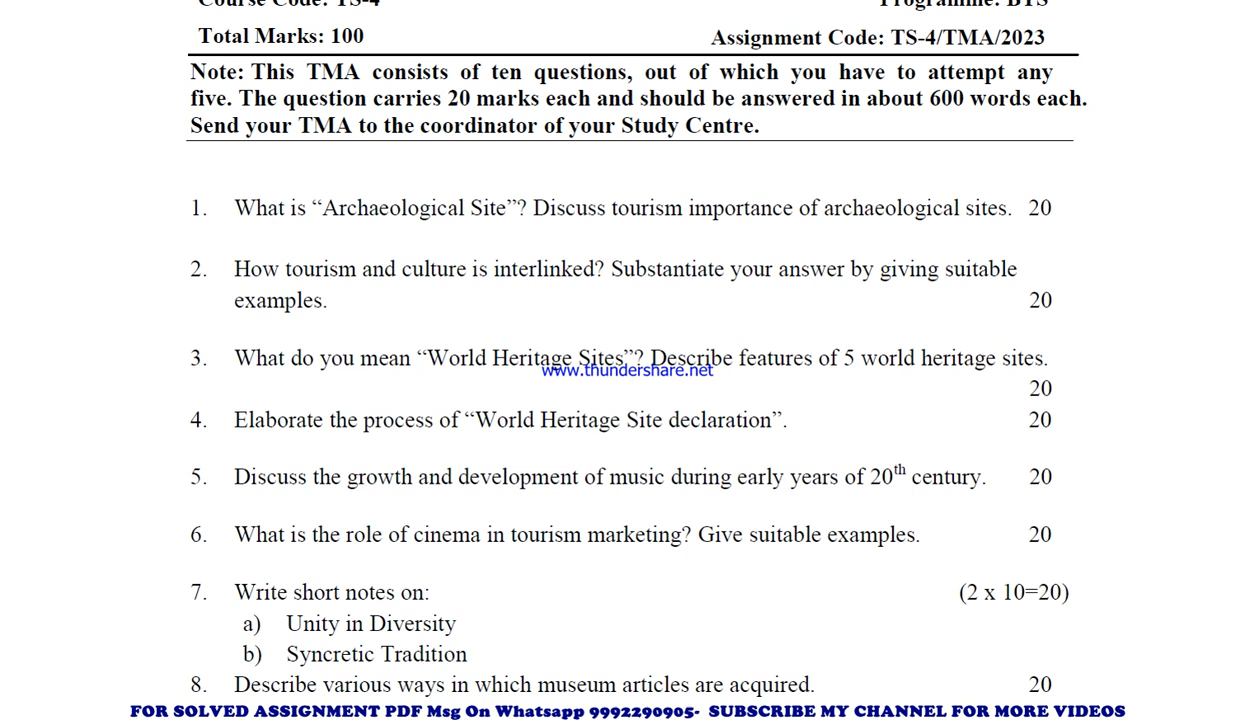 Course Code: TS-4 Programme: BTS
Total Marks: 100 Assignment Code: TS-4/TMA/2023
Note: This TMA consists of ten questions, out of which you have to attempt any
five. The question carries 20 marks each and should be answered in about 600 words each.
Send your TMA to the coordinator of your Study Centre.
1. What is “Archaeological Site”? Discuss tourism importance of archaeological sites. 20
2. How tourism and culture is interlinked? Substantiate your answer by giving suitable
examples. 20
3. What do you mean “World Heritage Sites”? Describe features of 5 world heritage sites.
www.thundershare.net
20
4. Elaborate the process of “World Heritage Site declaration”. 20
5. Discuss the growth and development of music during early years of 20th century. 20
6. What is the role of cinema in tourism marketing? Give suitable examples. 20
7. Write short notes on: (2 x 10=20)
a) Unity in Diversity
b) Syncretic Tradition
8. Describe various ways in which museum articles are acquired. 20
FOR SOLVED ASSIGNMENT PDF Msg On Whatsapp 9992290905- SUBSCRIBE MY CHANNEL FOR MORE VIDEOS